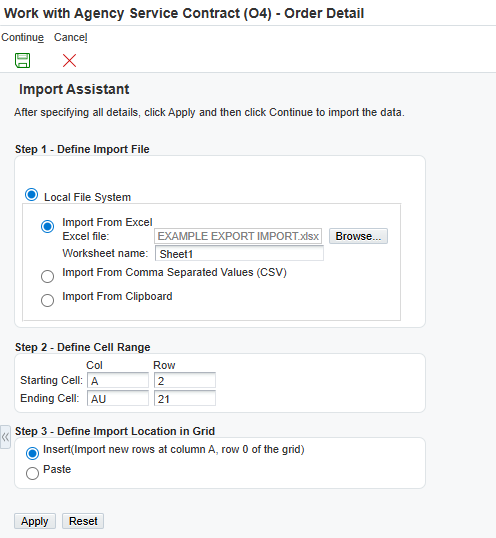 Work with Agency Service Contract (O4) - Order Detail
Continue Cancel
Import Assistant
After specifying all details, click Apply and then click Continue to import the data.
Step 1 - Define Import File
Local File System
Import From Excel
Excel file: EXAMPLE EXPORT IMPORT.xlsx Browse...
Worksheet name: Sheet1
Import From Comma Separated Values (CSV)
Import From Clipboard
Step 2 - Define Cell Range
Col Row
Starting Cell: A 2
Ending Cell: AU 21
Step 3 - Define Import Location in Grid
Insert(Import new rows at column A, row 0 of the grid)
Paste
Apply Reset